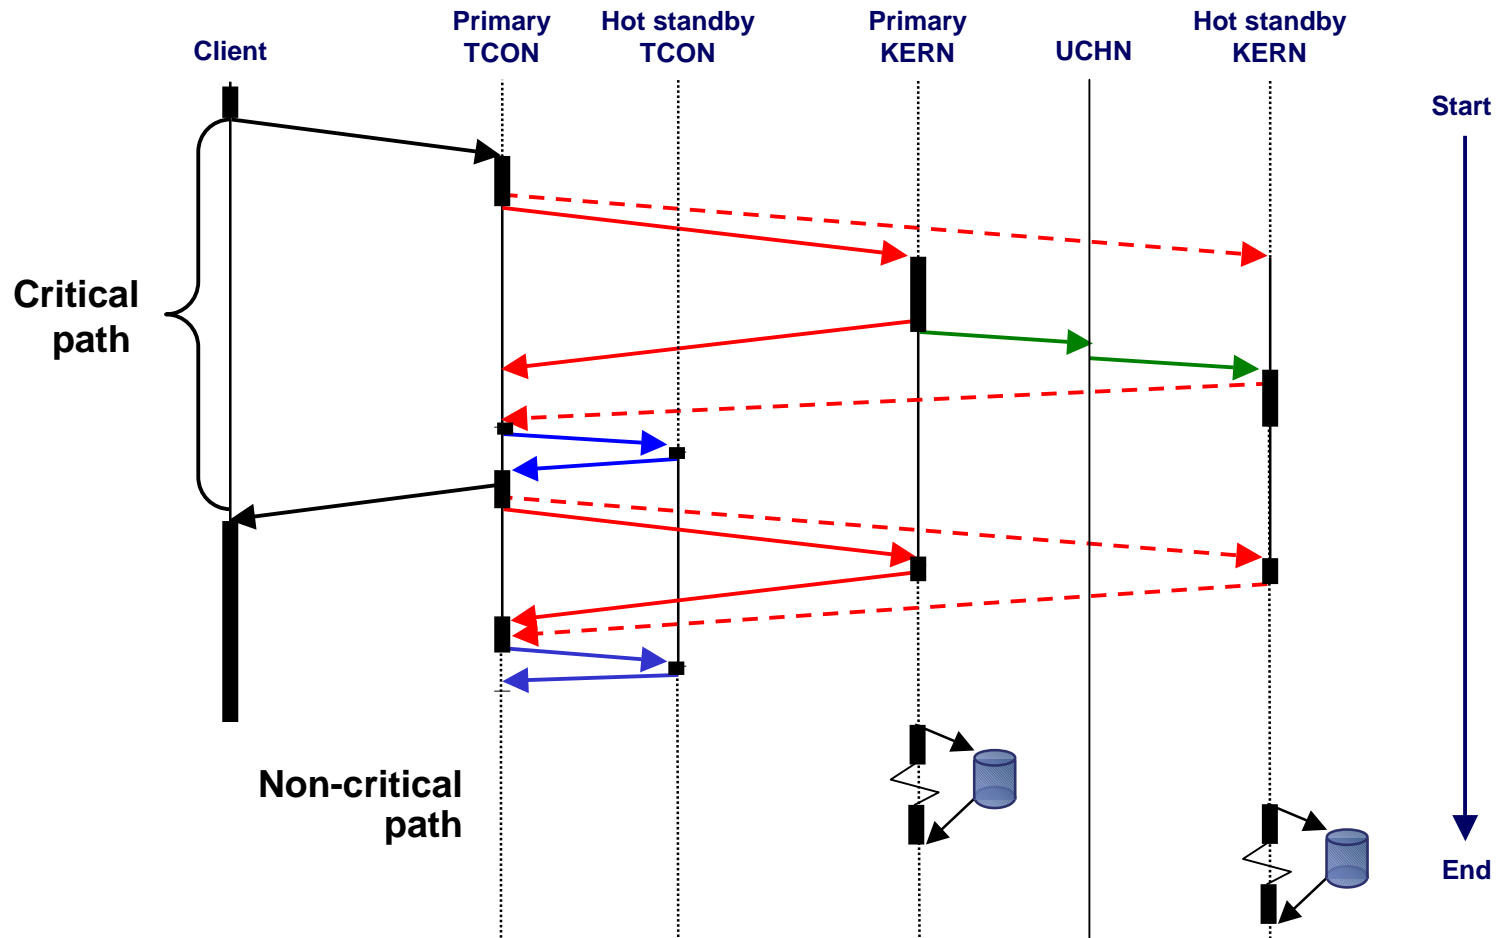 Client
Primary
TCON
Hot standby
TCON
Primary
KERN
UCHN
Hot standby
KERN
Start
Critical
path
Non-critical
path
End